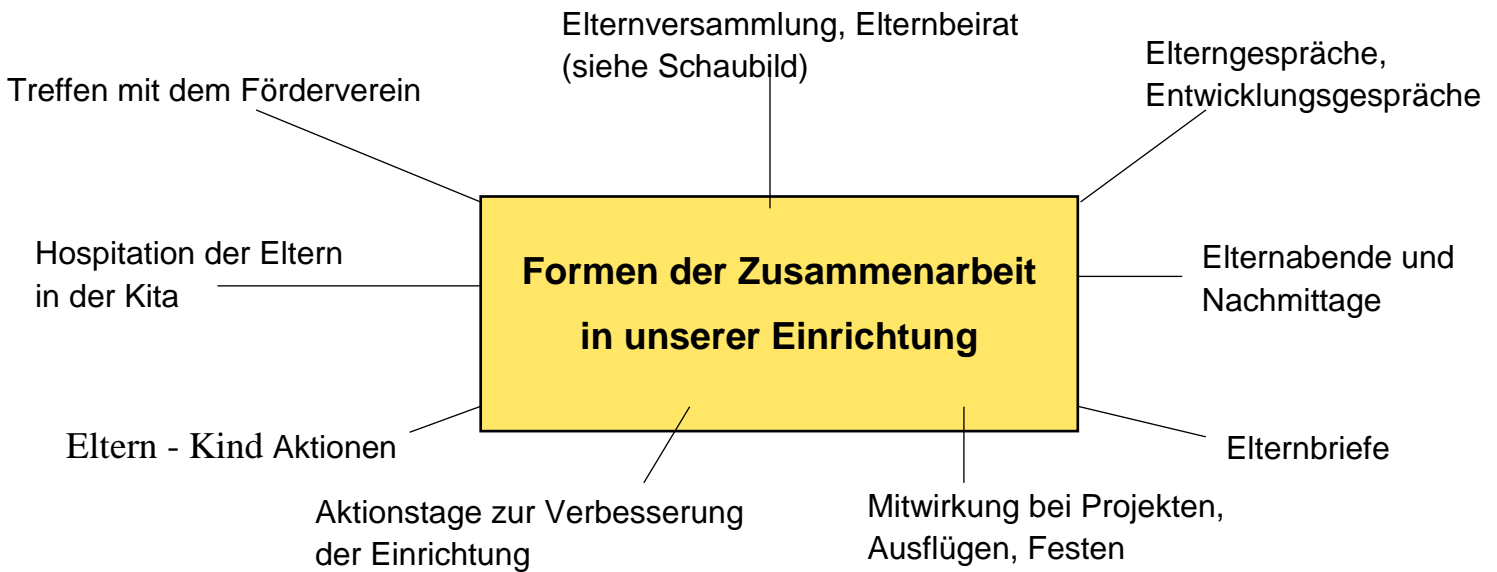 Elternversammlung, Elternbeirat
(siehe Schaubild)
Elterngespräche,
Entwicklungsgespräche
Treffen mit dem Förderverein
Hospitation der Eltern
in der Kita
Formen der Zusammenarbeit
in unserer Einrichtung
Elternabende und
Nachmittage
Eltern - Kind Aktionen
Elternbriefe
Aktionstage zur Verbesserung
der Einrichtung
Mitwirkung bei Projekten,
Ausflügen, Festen